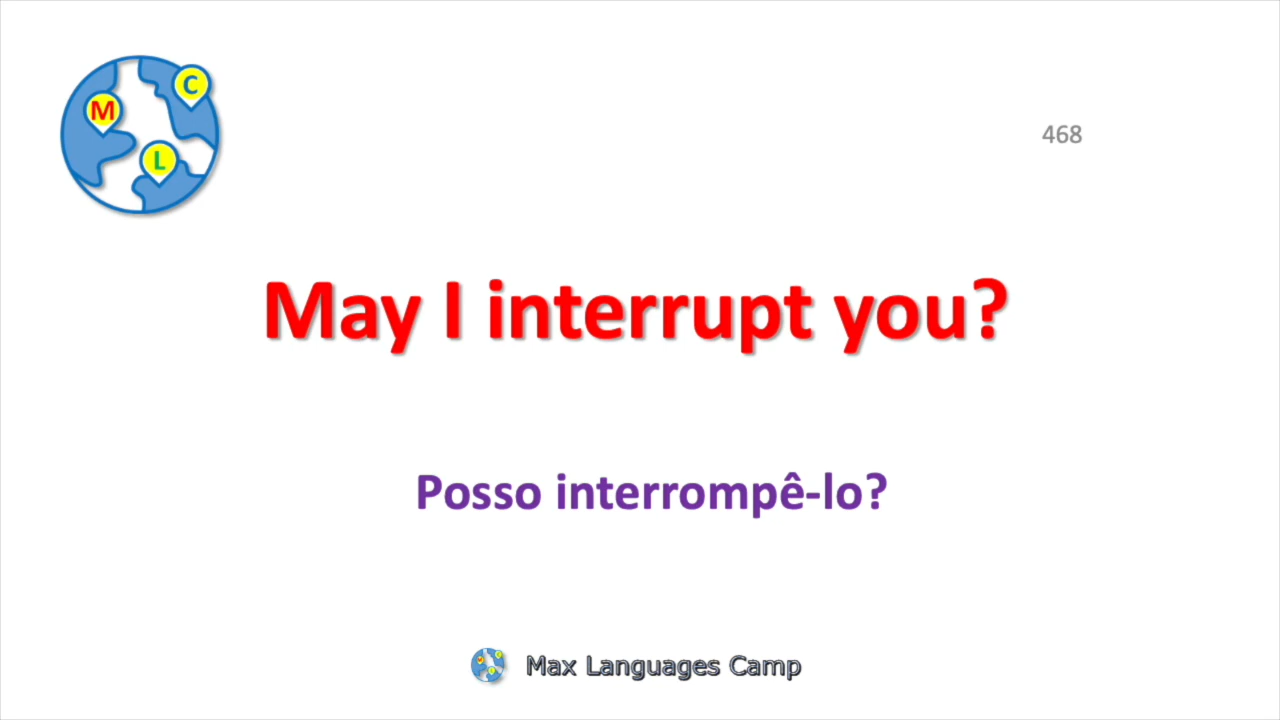 C
M
L
468
May I interrupt you?
Posso interrompê-lo?
Max Languages Camp